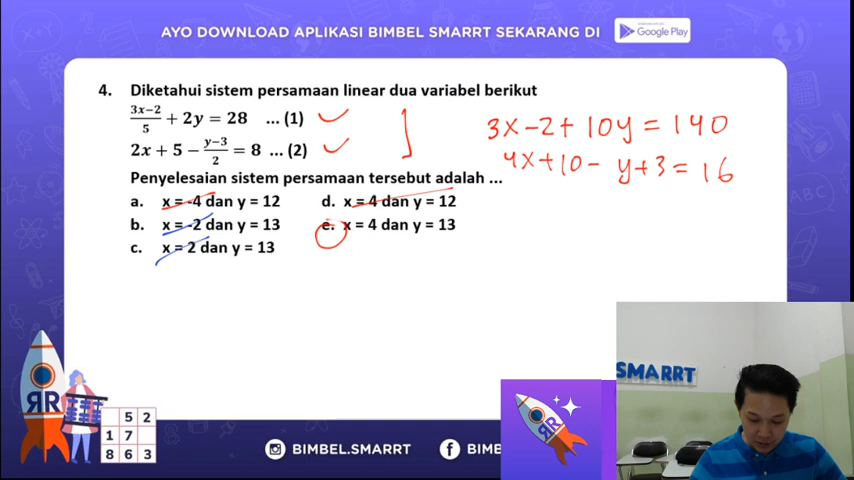 AYO DOWNLOAD APLIKASI BIMBEL SMARRT SEKARANG DI
Google Play
4. Diketahui sistem persamaan linear dua variabel berikut
3x−2/5 + 2y = 28 ... (1)
2x + 5 − y−3/2 = 8 ... (2)
Penyelesaian sistem persamaan tersebut adalah ...
a. x = -4 dan y = 12
b. x = -2 dan y = 13
c. x = 2 dan y = 13
d. x = 4 dan y = 12
e. x = 4 dan y = 13
3x − 2 + 10y = 140
4x + 10 − y + 3 = 16
SMARRT
RR
5 2
1 7
8 6 3
BIMBEL.SMARRT
BIMBE
RR